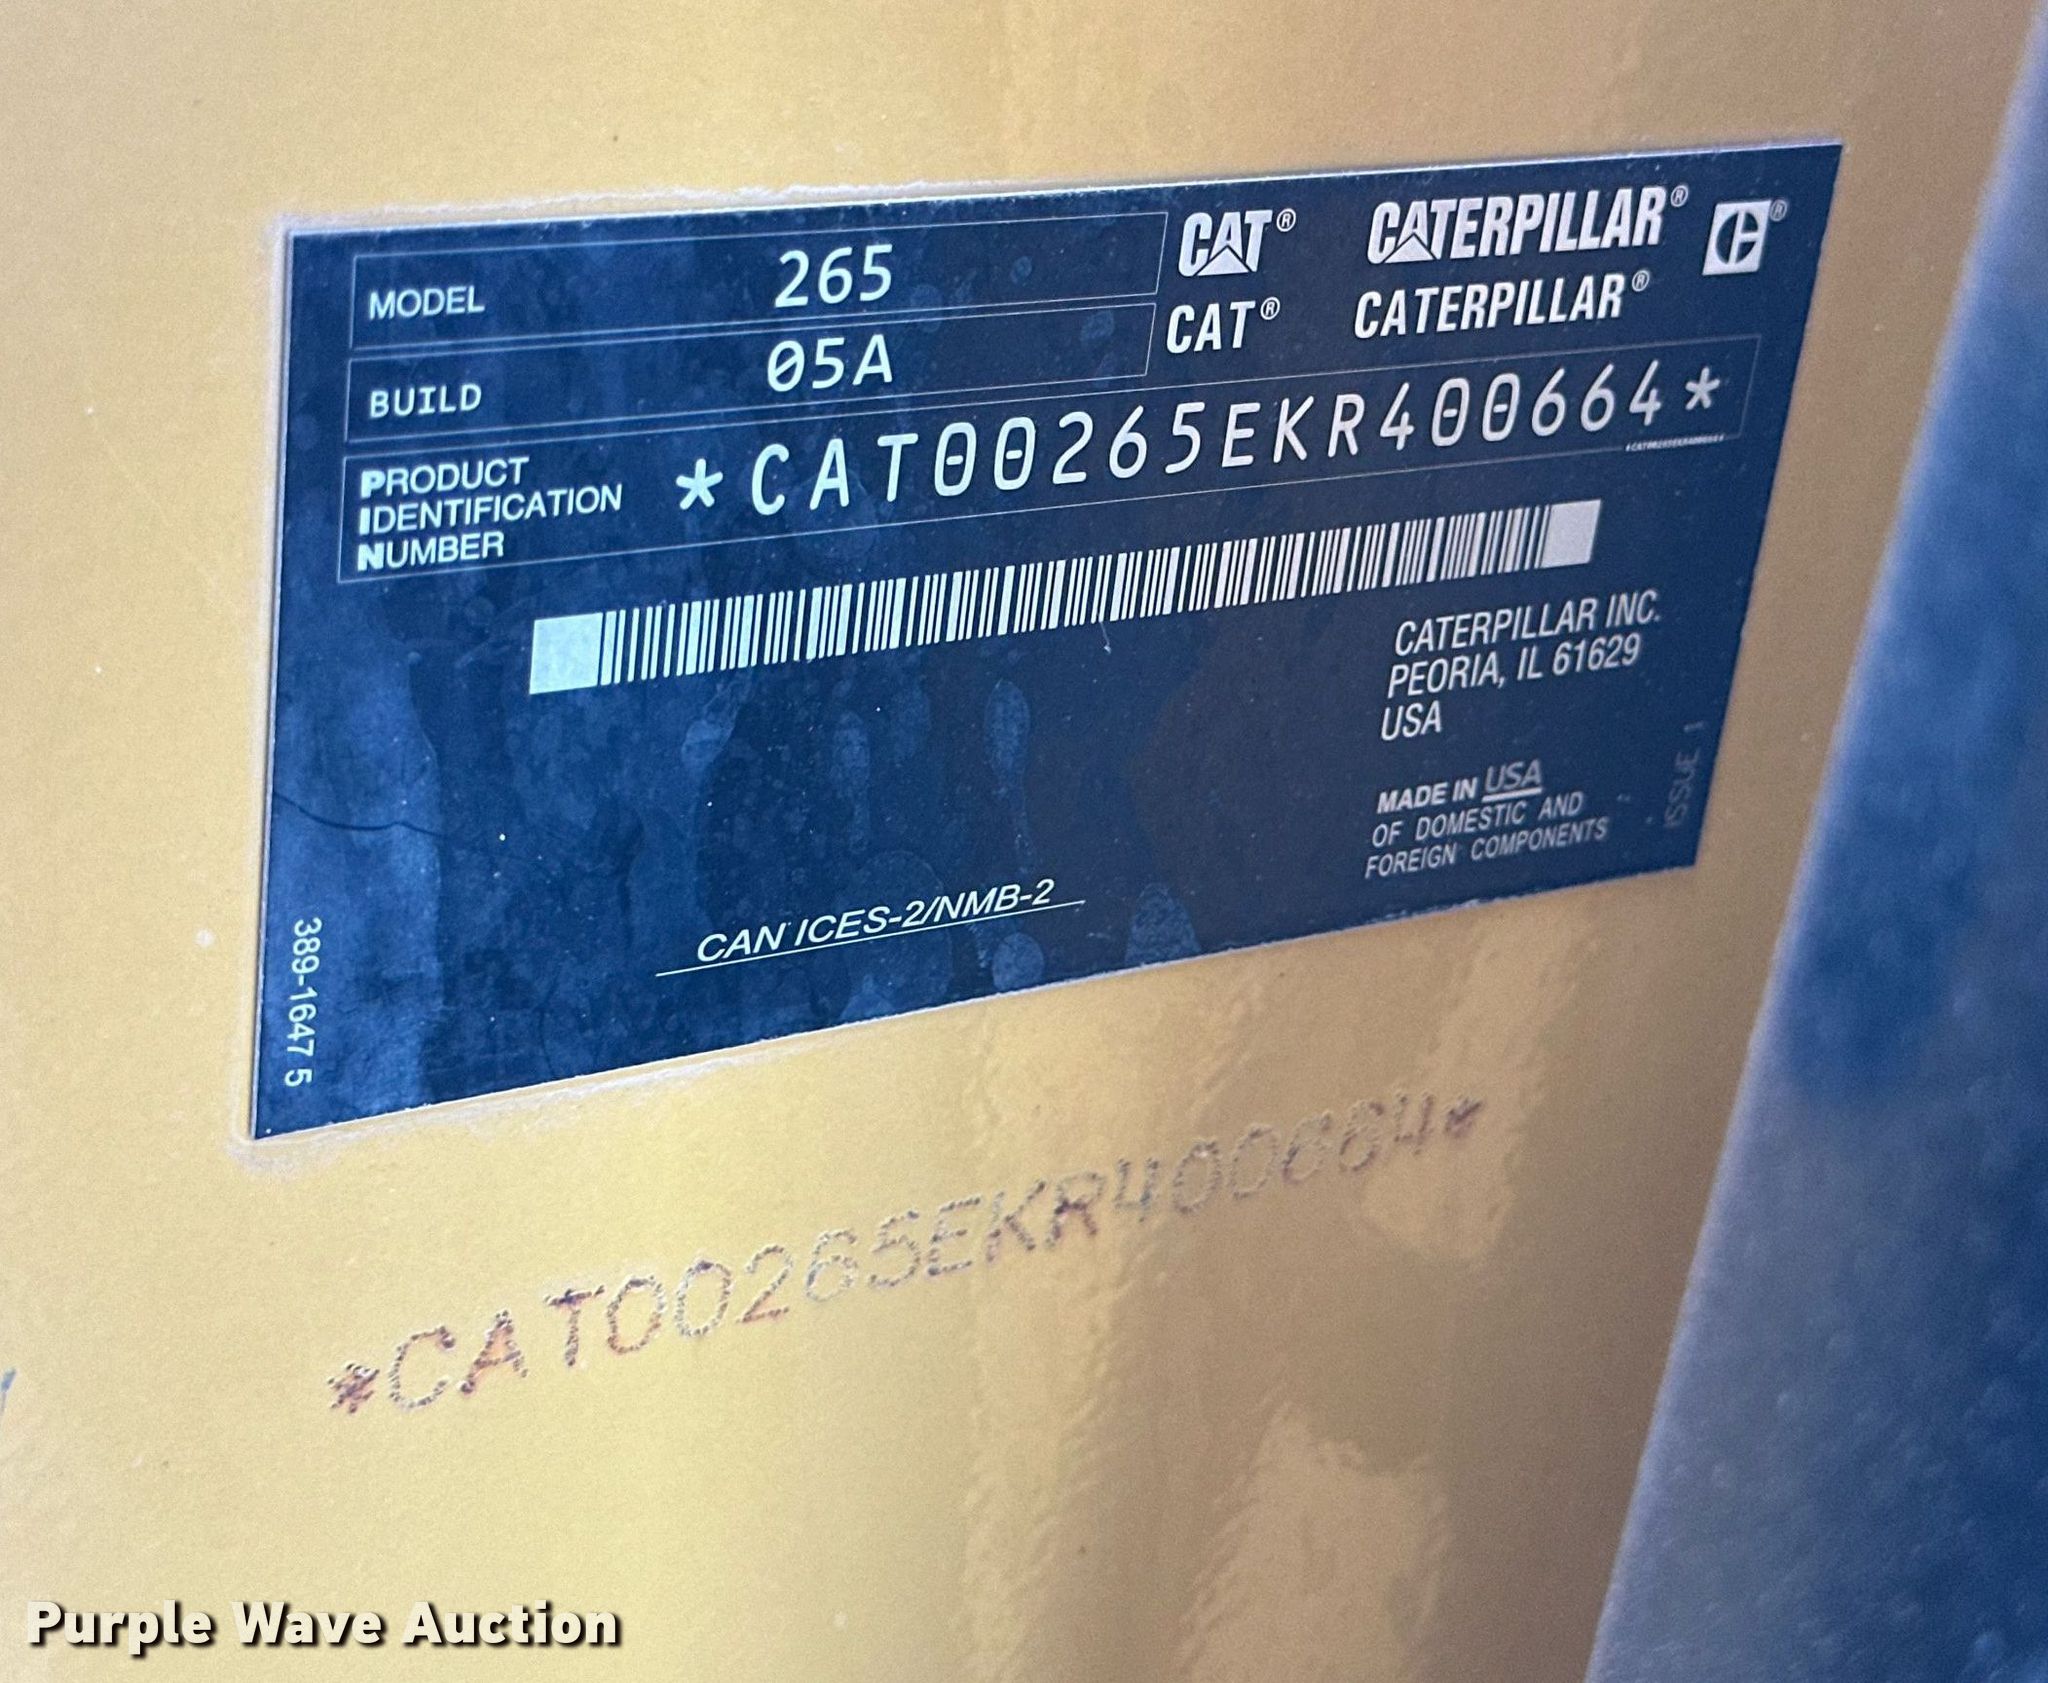 MODEL 265
BUILD 05A
CAT® CATERPILLAR® ®
CAT® CATERPILLAR®
PRODUCT
IDENTIFICATION
NUMBER
*CAT00265EKR400664*
CATERPILLAR INC.
PEORIA, IL 61629
USA
MADE IN USA
OF DOMESTIC AND
FOREIGN COMPONENTS
ISSUE 1
CAN ICES-2/NMB-2
389-1647 5
*CAT00265EKR400664*
Purple Wave Auction